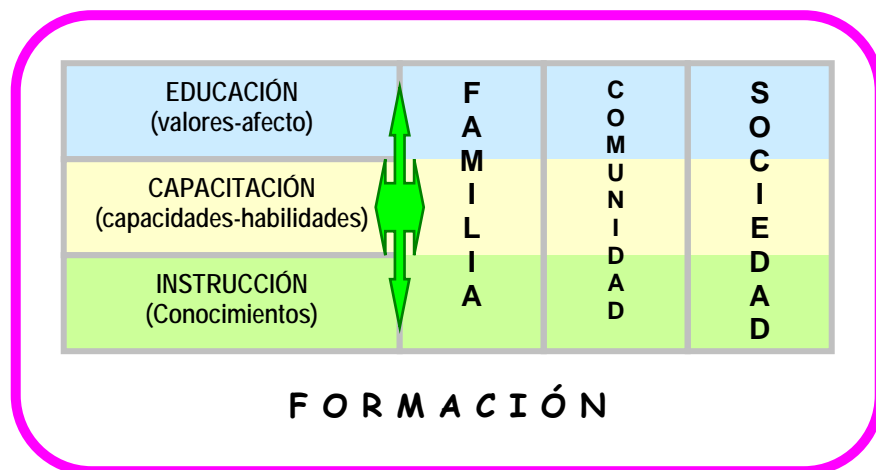 EDUCACIÓN
(valores-afecto)
CAPACITACIÓN
(capacidades-habilidades)
INSTRUCCIÓN
(Conocimientos)
FAMILIA
COMUNIDAD
SOCIEDAD
FORMACIÓN